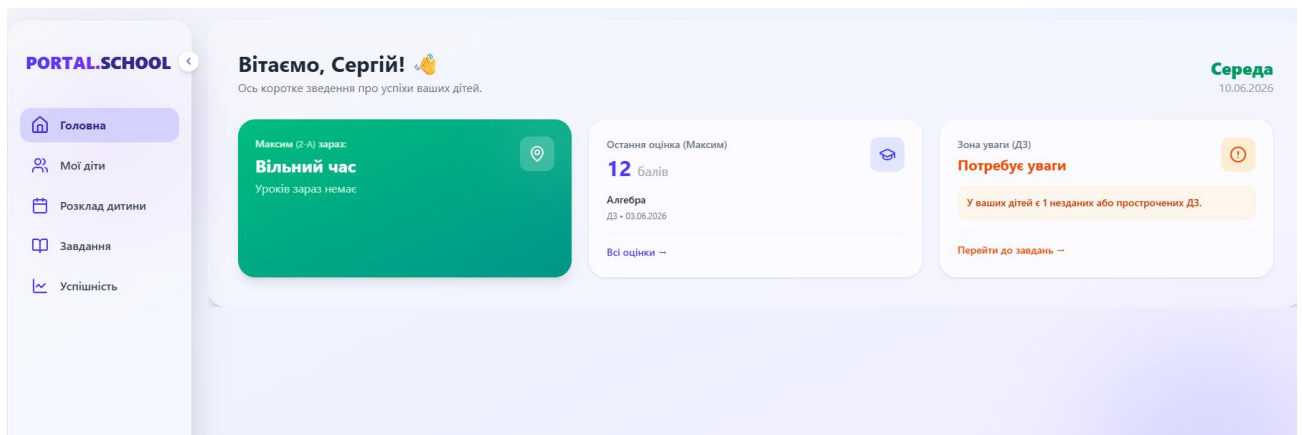 PORTAL.SCHOOL
Головна
Мої діти
Розклад дитини
Завдання
Успішність
Вітаємо, Сергій! 👋
Ось коротке зведення про успіхи ваших дітей.
Середа
10.06.2026
Максим (2-А) зараз:
Вільний час
Уроків зараз немає
Остання оцінка (Максим)
12 балів
Алгебра
ДЗ • 03.06.2026
Всі оцінки →
Зона уваги (ДЗ)
Потребує уваги
У ваших дітей є 1 незданих або прострочених ДЗ.
Перейти до завдань →